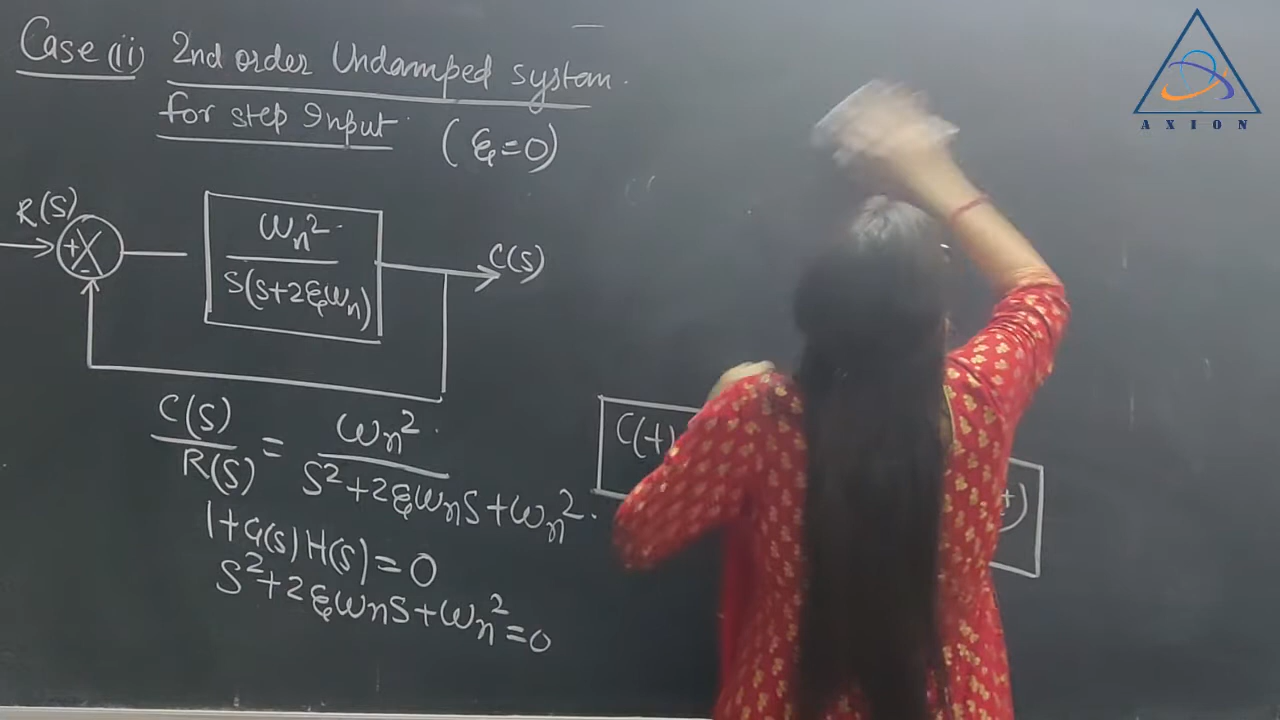 Case (ii) 2nd order Undamped system.
for step Input (ξ=0)
R(S)
+
-
ωn²
S(S+2ξωn)
C(S)
C(S)
R(S)
=
ωn²
S²+2ξωnS+ωn²
1+G(S)H(S)=0
S²+2ξωnS+ωn²=0
C(t)
t)
AXION